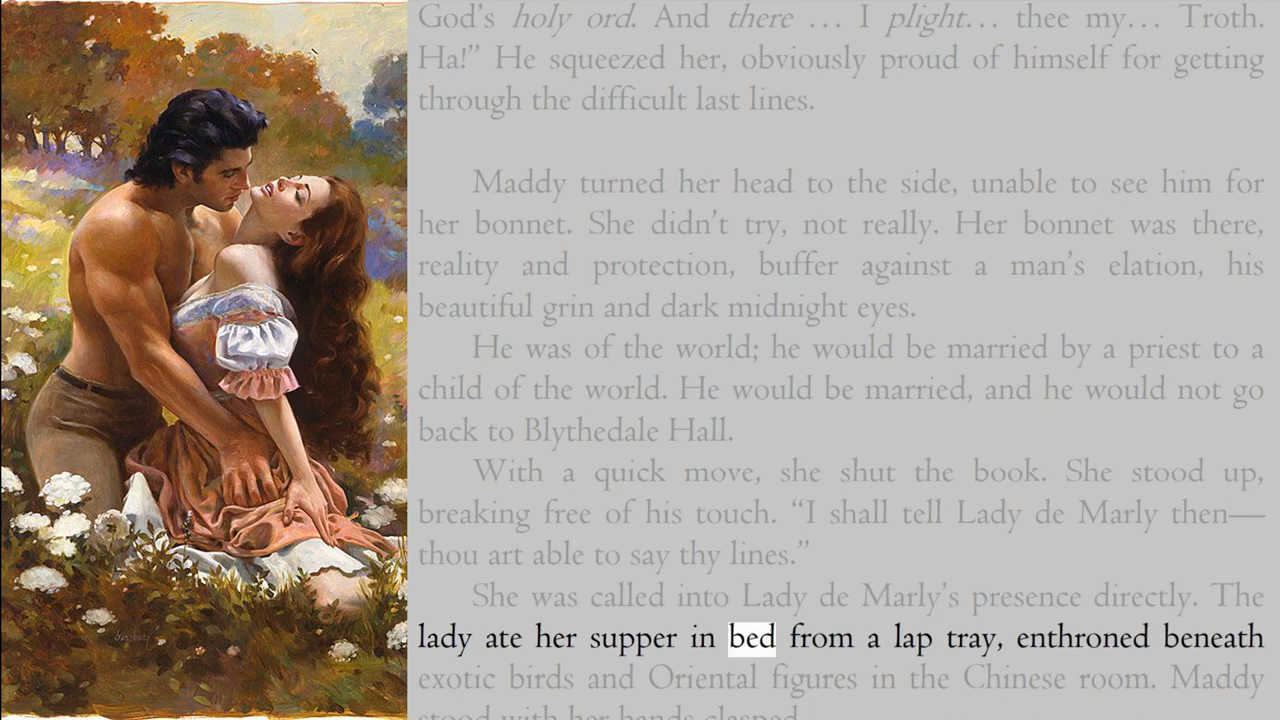 God’s holy ord. And there … I plight… thee my… Troth.
Ha!” He squeezed her, obviously proud of himself for getting
through the difficult last lines.
Maddy turned her head to the side, unable to see him for
her bonnet. She didn’t try, not really. Her bonnet was there,
reality and protection, buffer against a man’s elation, his
beautiful grin and dark midnight eyes.
He was of the world; he would be married by a priest to a
child of the world. He would be married, and he would not go
back to Blythedale Hall.
With a quick move, she shut the book. She stood up,
breaking free of his touch. “I shall tell Lady de Marly then—
thou art able to say thy lines.”
She was called into Lady de Marly’s presence directly. The
lady ate her supper in bed from a lap tray, enthroned beneath
exotic birds and Oriental figures in the Chinese room. Maddy
stood with her hands clasped